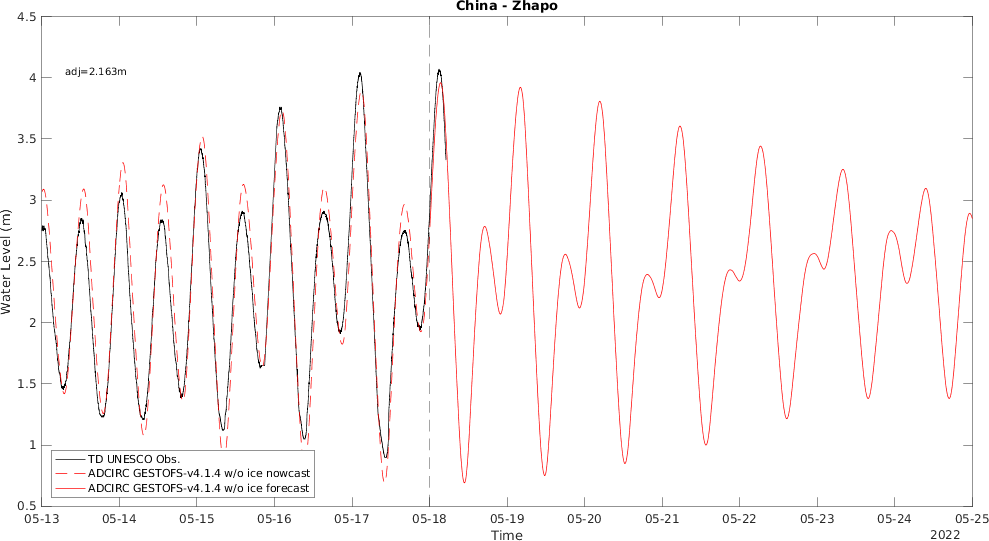 China - Zhapo
4.5
4
3.5
3
2.5
2
1.5
1
0.5
Water Level (m)
adj=2.163m
TD UNESCO Obs.
ADCIRC GESTOFS-v4.1.4 w/o ice nowcast
ADCIRC GESTOFS-v4.1.4 w/o ice forecast
05-13 05-14 05-15 05-16 05-17 05-18 05-19 05-20 05-21 05-22 05-23 05-24 05-25
Time
2022